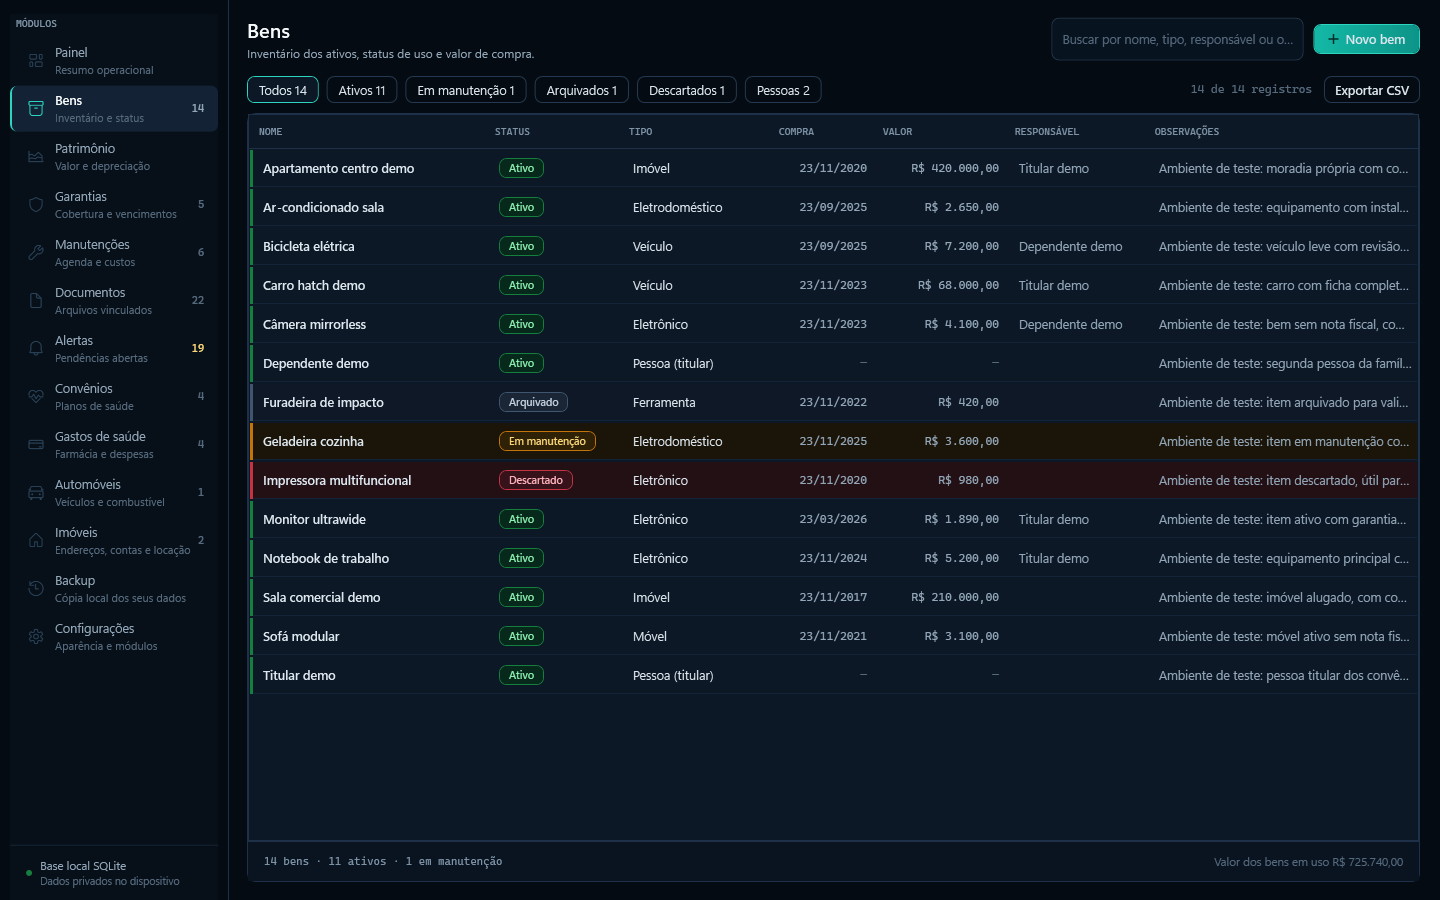 MÓDULOS
Painel
Resumo operacional
Bens
Inventário e status
14
Patrimônio
Valor e depreciação
Garantias
Cobertura e vencimentos
5
Manutenções
Agenda e custos
6
Documentos
Arquivos vinculados
22
Alertas
Pendências abertas
19
Convênios
Planos de saúde
4
Gastos de saúde
Farmácia e despesas
4
Automóveis
Veículos e combustível
1
Imóveis
Endereços, contas e locação
2
Backup
Cópia local dos seus dados
Configurações
Aparência e módulos
Base local SQLite
Dados privados no dispositivo
Bens
Inventário dos ativos, status de uso e valor de compra.
Buscar por nome, tipo, responsável ou o...
+ Novo bem
Todos 14 Ativos 11 Em manutenção 1 Arquivados 1 Descartados 1 Pessoas 2
14 de 14 registros
Exportar CSV
NOME STATUS TIPO COMPRA VALOR RESPONSÁVEL OBSERVAÇÕES
Apartamento centro demo Ativo Imóvel 23/11/2020 R$ 420.000,00 Titular demo Ambiente de teste: moradia própria com co...
Ar-condicionado sala Ativo Eletrodoméstico 23/09/2025 R$ 2.650,00 Ambiente de teste: equipamento com instal...
Bicicleta elétrica Ativo Veículo 23/09/2025 R$ 7.200,00 Dependente demo Ambiente de teste: veículo leve com revisão...
Carro hatch demo Ativo Veículo 23/11/2023 R$ 68.000,00 Titular demo Ambiente de teste: carro com ficha complet...
Câmera mirrorless Ativo Eletrônico 23/11/2023 R$ 4.100,00 Dependente demo Ambiente de teste: bem sem nota fiscal, co...
Dependente demo Ativo Pessoa (titular) — — Ambiente de teste: segunda pessoa da famíl...
Furadeira de impacto Arquivado Ferramenta 23/11/2022 R$ 420,00 Ambiente de teste: item arquivado para vali...
Geladeira cozinha Em manutenção Eletrodoméstico 23/11/2025 R$ 3.600,00 Ambiente de teste: item em manutenção co...
Impressora multifuncional Descartado Eletrônico 23/11/2020 R$ 980,00 Ambiente de teste: item descartado, útil par...
Monitor ultrawide Ativo Eletrônico 23/03/2026 R$ 1.890,00 Titular demo Ambiente de teste: item ativo com garantia...
Notebook de trabalho Ativo Eletrônico 23/11/2024 R$ 5.200,00 Titular demo Ambiente de teste: equipamento principal c...
Sala comercial demo Ativo Imóvel 23/11/2017 R$ 210.000,00 Ambiente de teste: imóvel alugado, com co...
Sofá modular Ativo Móvel 23/11/2021 R$ 3.100,00 Ambiente de teste: móvel ativo sem nota fis...
Titular demo Ativo Pessoa (titular) — — Ambiente de teste: pessoa titular dos convê...
14 bens · 11 ativos · 1 em manutenção
Valor dos bens em uso R$ 725.740,00